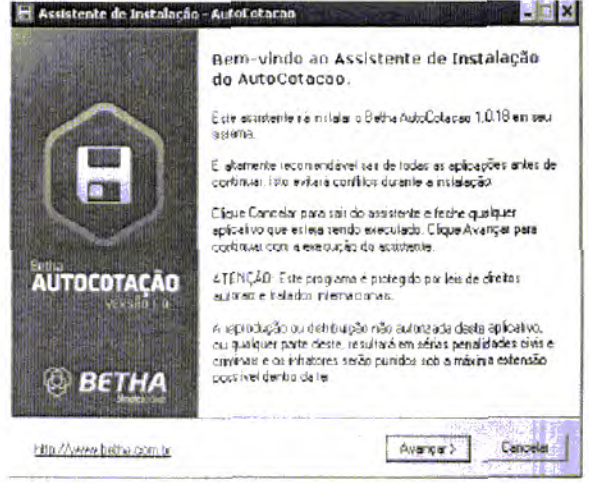 Assistente de Instalação - AutoCotacao
Bem-vindo ao Assistente de Instalação
do AutoCotacao.
Este assistente irá instalar o Betha AutoCotacao 1.0.18 em seu
sistema.
É altamente recomendável sair de todas as aplicações antes de
continuar. Isto evitará conflitos durante a instalação.
Clique Cancelar para sair do assistente e feche qualquer
aplicativo que esteja sendo executado. Clique Avançar para
continuar com a execução do assistente.
ATENÇÃO: Este programa é protegido por leis de direitos
autorais e tratados internacionais.
A reprodução ou distribuição não autorizada deste aplicativo,
ou qualquer parte deste, resultará em sérias penalidades civis e
criminais e os infratores serão punidos sob a máxima extensão
possível dentro da lei.
Betha
AUTOCOTAÇÃO
VERSÃO 1.0
BETHA
http://www.betha.com.br
Avançar >
Cancelar